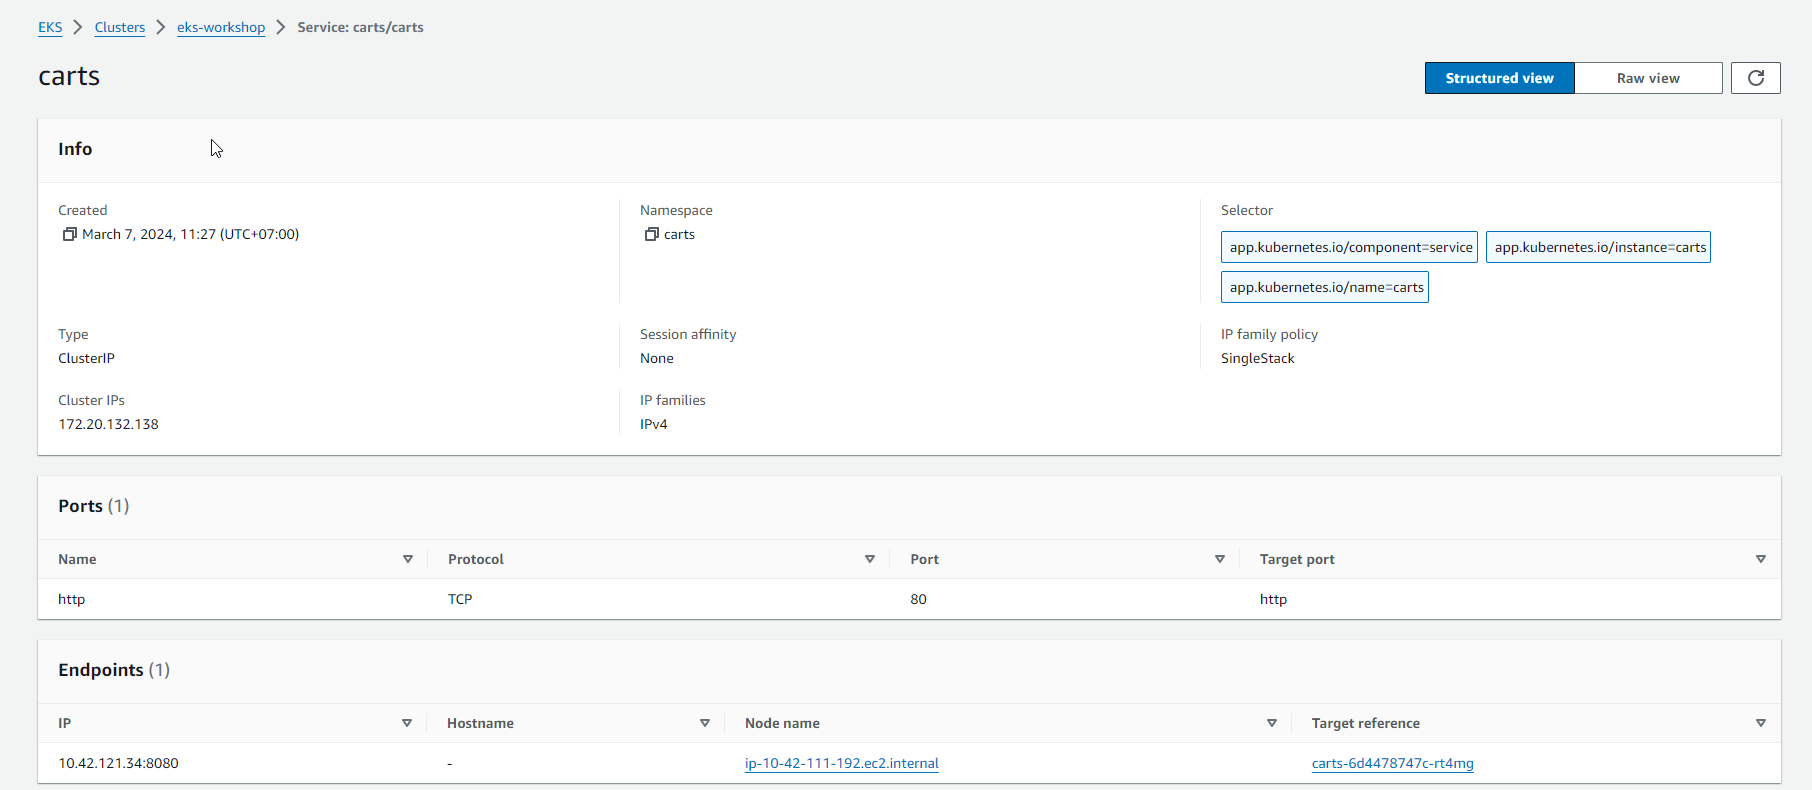 EKS Clusters eks-workshop Service: carts/carts
carts
Structured view Raw view
Info
Created Namespace Selector
March 7, 2024, 11:27 (UTC+07:00) carts app.kubernetes.io/component=service app.kubernetes.io/instance=carts
app.kubernetes.io/name=carts
Type Session affinity IP family policy
ClusterIP None SingleStack
Cluster IPs IP families
172.20.132.138 IPv4
Ports (1)
Name Protocol Port Target port
http TCP 80 http
Endpoints (1)
IP Hostname Node name Target reference
10.42.121.34:8080 - ip-10-42-111-192.ec2.internal carts-6d4478747c-rt4mg